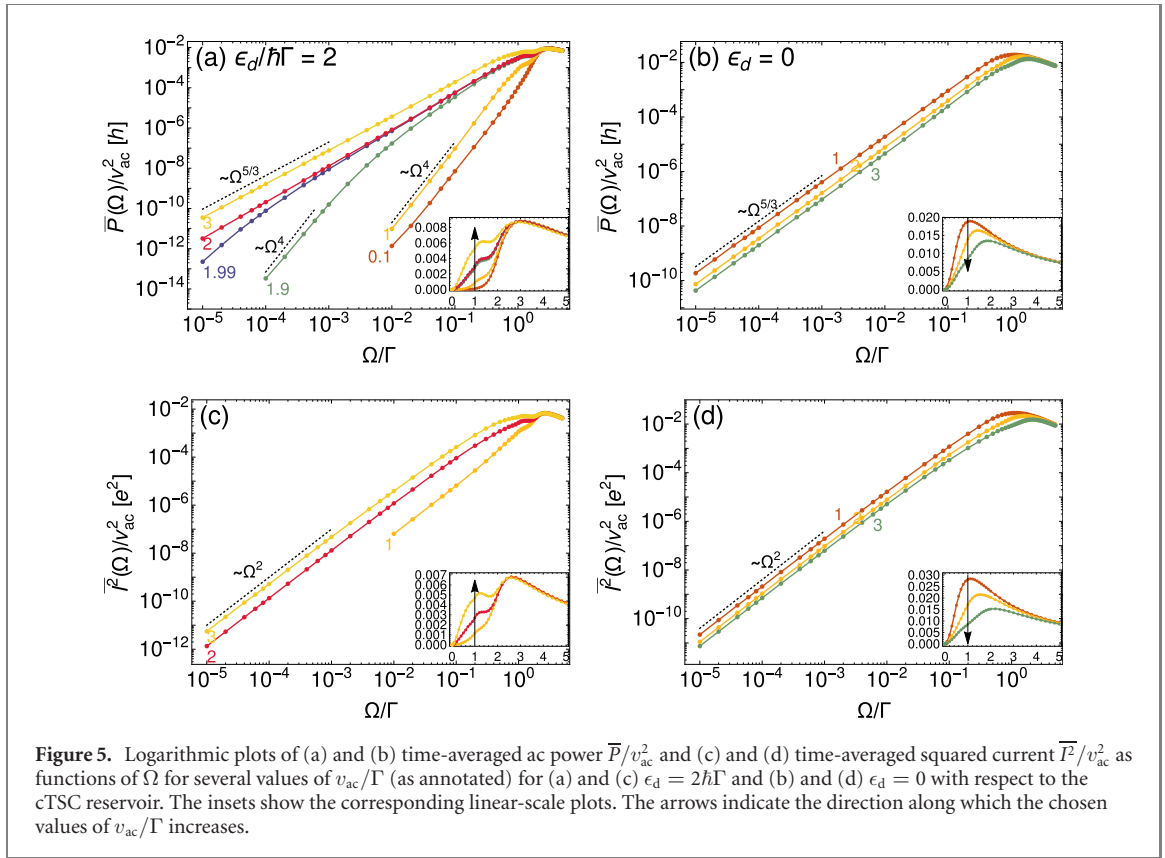 (a) ϵd/ħΓ = 2
P̅(Ω)/v²ac [h]
10⁻²
10⁻⁴
10⁻⁶
10⁻⁸
10⁻¹⁰
10⁻¹²
10⁻¹⁴
~Ω^5/3
~Ω⁴
~Ω⁴
3
2
1.99
1.9
1
0.1
0.008
0.006
0.004
0.002
0.000
0 1 2 3 4 5
10⁻⁵ 10⁻⁴ 10⁻³ 10⁻² 10⁻¹ 10⁰
Ω/Γ
(b) ϵd = 0
P̅(Ω)/v²ac [h]
10⁻²
10⁻⁴
10⁻⁶
10⁻⁸
10⁻¹⁰
~Ω^5/3
1
2
3
0.020
0.015
0.010
0.005
0.000
0 1 2 3 4 5
10⁻⁵ 10⁻⁴ 10⁻³ 10⁻² 10⁻¹ 10⁰
Ω/Γ
(c)
I̅²(Ω)/v²ac [e²]
10⁻²
10⁻⁴
10⁻⁶
10⁻⁸
10⁻¹⁰
10⁻¹²
~Ω²
3
2
1
0.007
0.006
0.005
0.004
0.003
0.002
0.001
0.000
0 1 2 3 4 5
10⁻⁵ 10⁻⁴ 10⁻³ 10⁻² 10⁻¹ 10⁰
Ω/Γ
(d)
I̅²(Ω)/v²ac [e²]
10⁻²
10⁻⁴
10⁻⁶
10⁻⁸
10⁻¹⁰
~Ω²
1
2
3
0.030
0.025
0.020
0.015
0.010
0.005
0.000
0 1 2 3 4 5
10⁻⁵ 10⁻⁴ 10⁻³ 10⁻² 10⁻¹ 10⁰
Ω/Γ
Figure 5. Logarithmic plots of (a) and (b) time-averaged ac power P̅/v²ac and (c) and (d) time-averaged squared current I̅²/v²ac as
functions of Ω for several values of vac/Γ (as annotated) for (a) and (c) ϵd = 2ħΓ and (b) and (d) ϵd = 0 with respect to the
cTSC reservoir. The insets show the corresponding linear-scale plots. The arrows indicate the direction along which the chosen
values of vac/Γ increases.